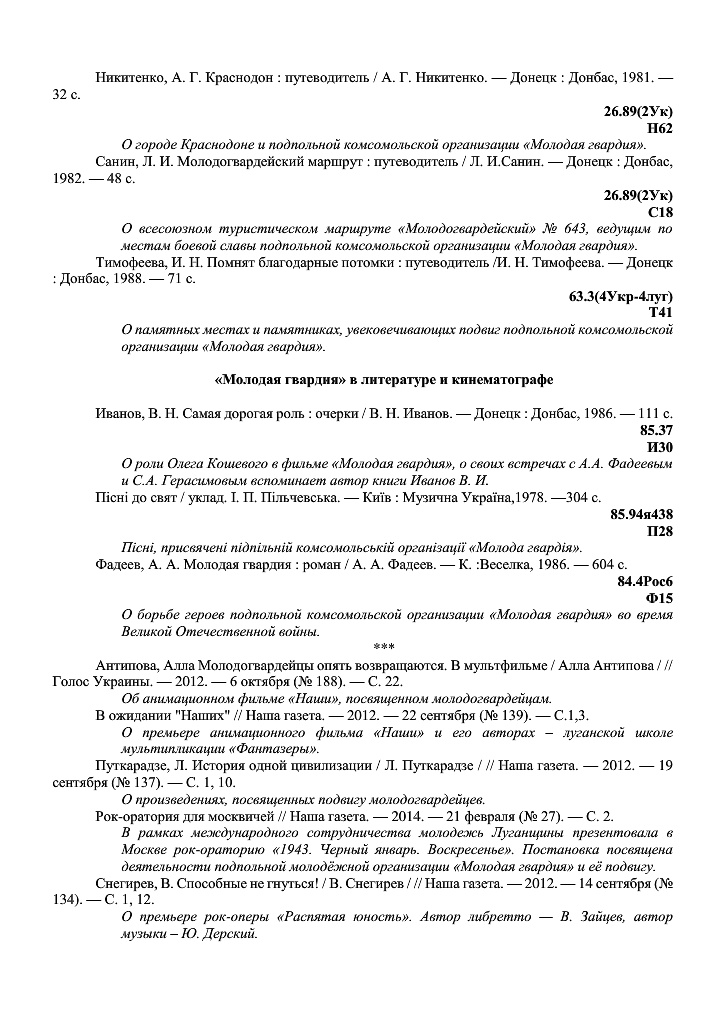 Никитенко, А. Г. Краснодон : путеводитель / А. Г. Никитенко. — Донецк : Донбас, 1981. —
32 с.
26.89(2Ук)
Н62
О городе Краснодоне и подпольной комсомольской организации «Молодая гвардия».
Санин, Л. И. Молодогвардейский маршрут : путеводитель / Л. И.Санин. — Донецк : Донбас,
1982. — 48 с.
26.89(2Ук)
С18
О всесоюзном туристическом маршруте «Молодогвардейский» № 643, ведущим по
местам боевой славы подпольной комсомольской организации «Молодая гвардия».
Тимофеева, И. Н. Помнят благодарные потомки : путеводитель /И. Н. Тимофеева. — Донецк
: Донбас, 1988. — 71 с.
63.3(4Укр-4луг)
Т41
О памятных местах и памятниках, увековечивающих подвиг подпольной комсомольской
организации «Молодая гвардия».
«Молодая гвардия» в литературе и кинематографе
Иванов, В. Н. Самая дорогая роль : очерки / В. Н. Иванов. — Донецк : Донбас, 1986. — 111 с.
85.37
И30
О роли Олега Кошевого в фильме «Молодая гвардия», о своих встречах с А.А. Фадеевым
и С.А. Герасимовым вспоминает автор книги Иванов В. И.
Пісні до свят / уклад. І. П. Пільчевська. — Київ : Музична Україна,1978. —304 с.
85.94я438
П28
Пісні, присвячені підпільній комсомольській організації «Молода гвардія».
Фадеев, А. А. Молодая гвардия : роман / А. А. Фадеев. — К. :Веселка, 1986. — 604 с.
84.4Рос6
Ф15
О борьбе героев подпольной комсомольской организации «Молодая гвардия» во время
Великой Отечественной войны.
***
Антипова, Алла Молодогвардейцы опять возвращаются. В мультфильме / Алла Антипова / //
Голос Украины. — 2012. — 6 октября (№ 188). — С. 22.
Об анимационном фильме «Наши», посвященном молодогвардейцам.
В ожидании "Наших" // Наша газета. — 2012. — 22 сентября (№ 139). — С.1,3.
О премьере анимационного фильма «Наши» и его авторах – луганской школе
мультипликации «Фантазеры».
Путкарадзе, Л. История одной цивилизации / Л. Путкарадзе / // Наша газета. — 2012. — 19
сентября (№ 137). — С. 1, 10.
О произведениях, посвященных подвигу молодогвардейцев.
Рок-оратория для москвичей // Наша газета. — 2014. — 21 февраля (№ 27). — С. 2.
В рамках международного сотрудничества молодежь Луганщины презентовала в
Москве рок-ораторию «1943. Черный январь. Воскресенье». Постановка посвящена
деятельности подпольной молодёжной организации «Молодая гвардия» и её подвигу.
Снегирев, В. Способные не гнуться! / В. Снегирев / // Наша газета. — 2012. — 14 сентября (№
134). — С. 1, 12.
О премьере рок-оперы «Распятая юность». Автор либретто — В. Зайцев, автор
музыки – Ю. Дерский.